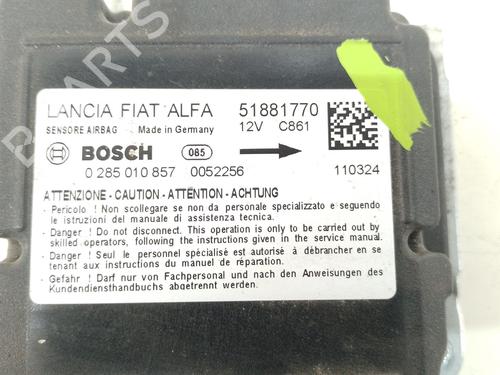 B PARTS
LANCIA FIAT ALFA 51881770
SENSORE AIRBAG Made in Germany 12V C861
BOSCH 085
0 285 010 857 0052256 110324
ATTENZIONE - CAUTION - ATTENTION - ACHTUNG
- Pericolo ! Non scollegare se non da personale specializzato e seguendo
le istruzioni del manuale di assistenza tecnica.
- Danger ! Do not disconnect. This operation is only to be carried out by
skilled operators, following the instructions given in the service manual.
- Danger ! Seul le personnel spécialisé est autorisé à débrancher en se
tenant aux instructions du manuel de réparation.
- Gefahr ! Darf nur von Fachpersonal und nach den Anweisungen des
Kundendiensthandbuchs abgetrennt werden.